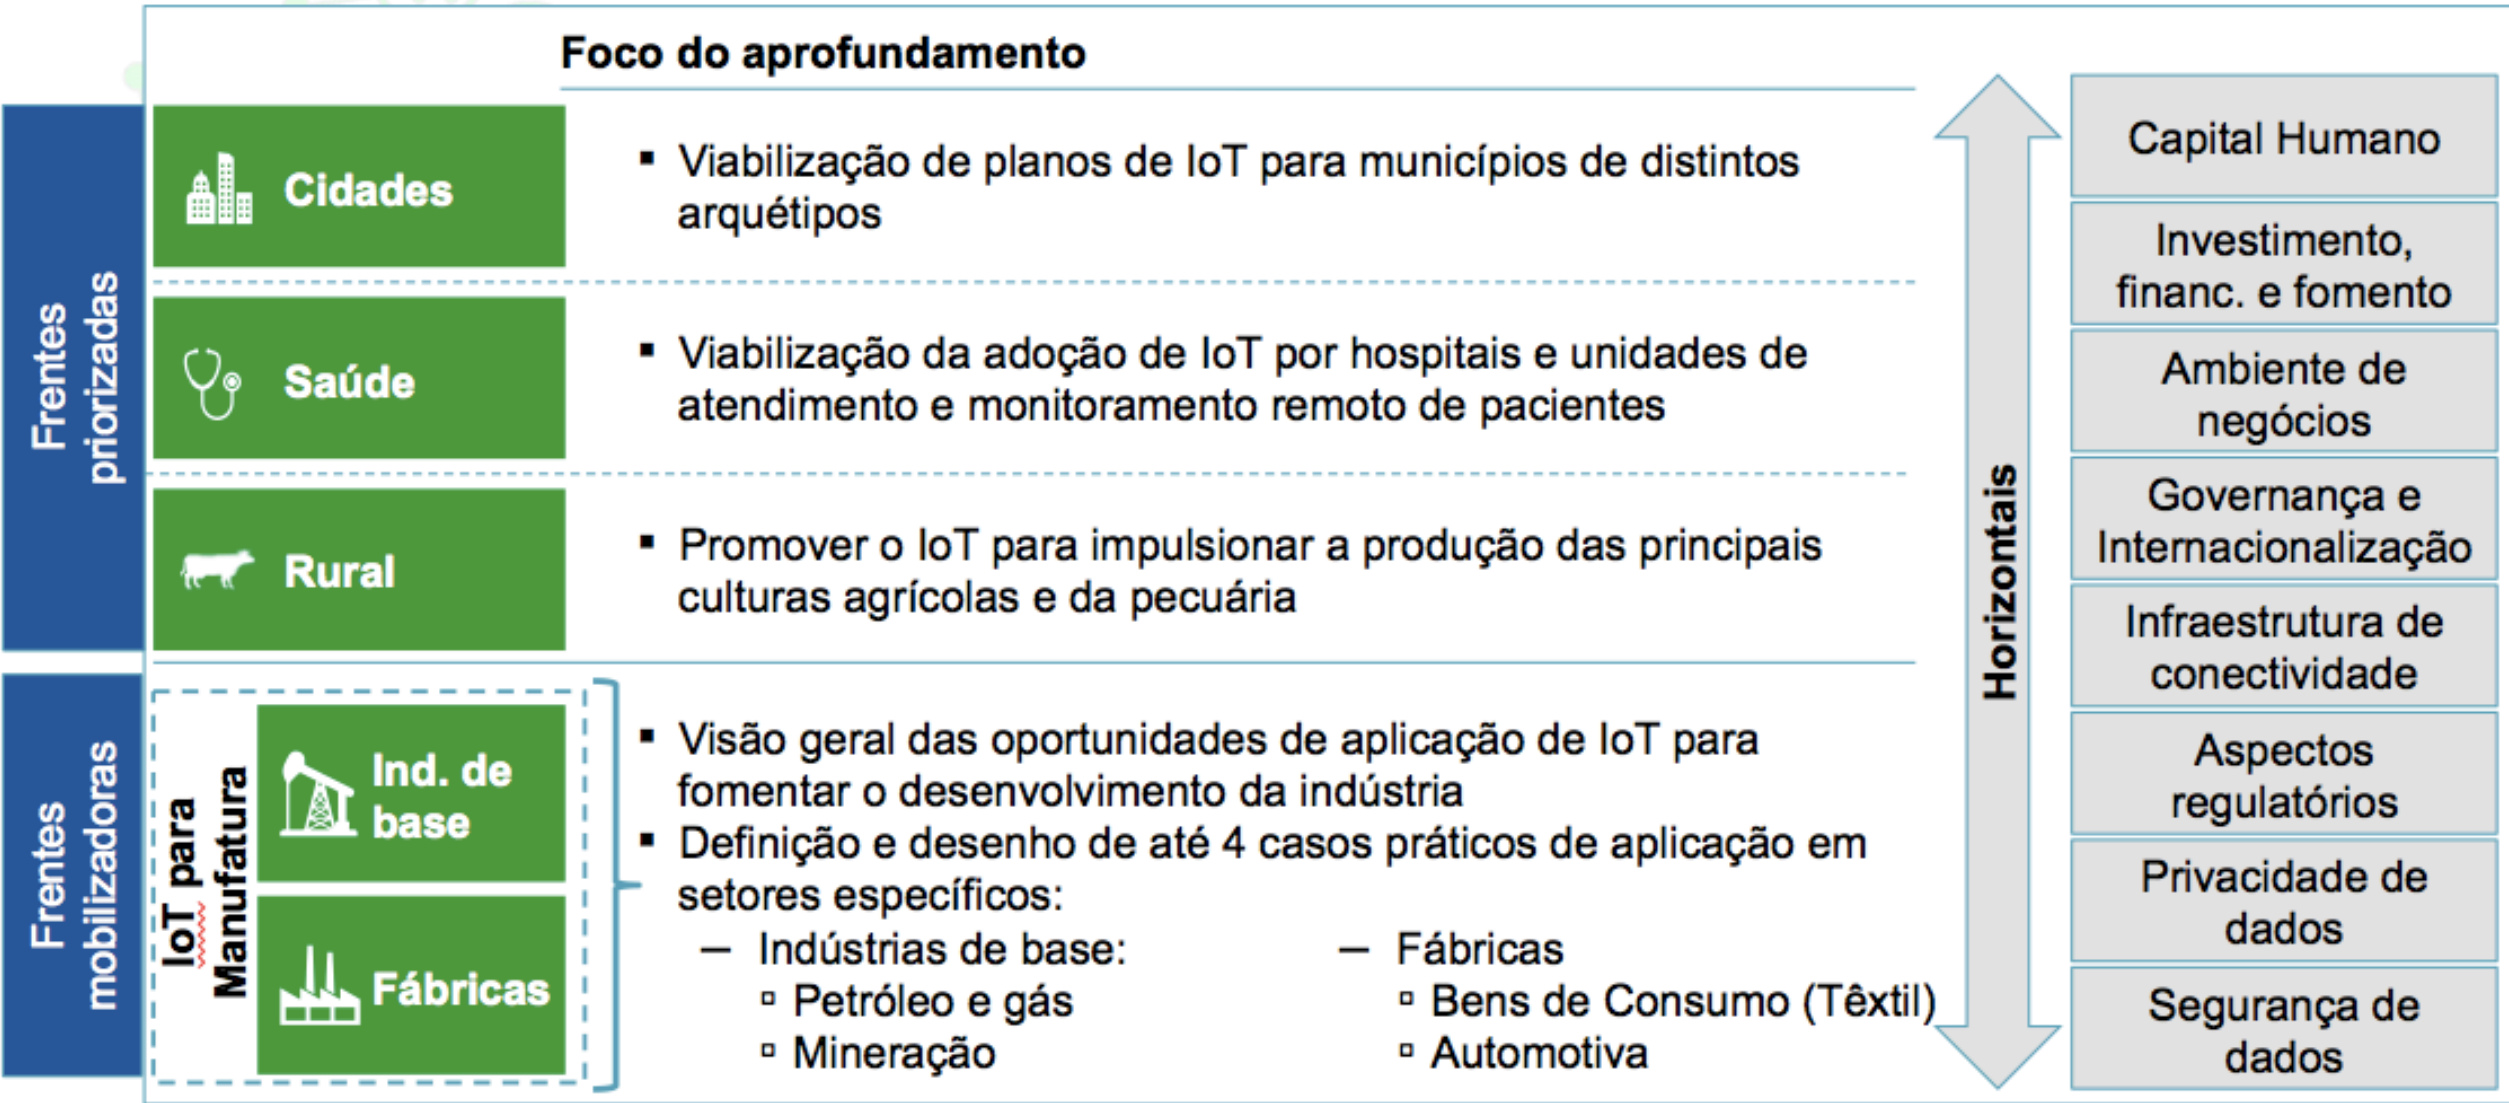 Foco do aprofundamento
Frentes
priorizadas
Cidades
▪ Viabilização de planos de IoT para municípios de distintos
arquétipos
Saúde
▪ Viabilização da adoção de IoT por hospitais e unidades de
atendimento e monitoramento remoto de pacientes
Rural
▪ Promover o IoT para impulsionar a produção das principais
culturas agrícolas e da pecuária
Frentes
mobilizadoras
IoT para
Manufatura
Ind. de
base
Fábricas
▪ Visão geral das oportunidades de aplicação de IoT para
fomentar o desenvolvimento da indústria
▪ Definição e desenho de até 4 casos práticos de aplicação em
setores específicos:
– Indústrias de base:
▫ Petróleo e gás
▫ Mineração
– Fábricas
▫ Bens de Consumo (Têxtil)
▫ Automotiva
Horizontais
Capital Humano
Investimento,
financ. e fomento
Ambiente de
negócios
Governança e
Internacionalização
Infraestrutura de
conectividade
Aspectos
regulatórios
Privacidade de
dados
Segurança de
dados